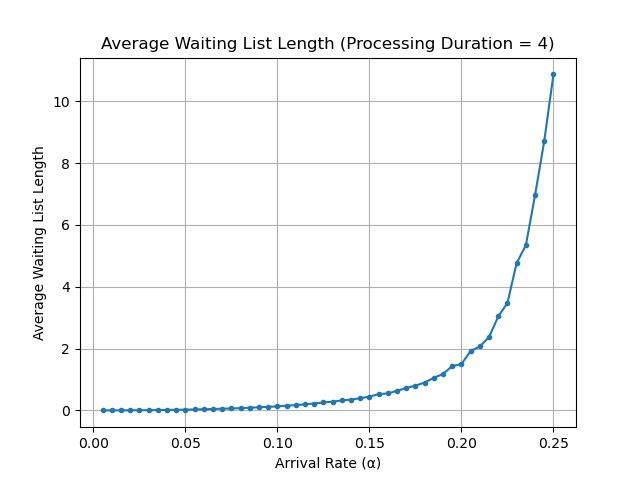 Average Waiting List Length (Processing Duration = 4)
Average Waiting List Length
10
8
6
4
2
0
0.00 0.05 0.10 0.15 0.20 0.25
Arrival Rate (α)